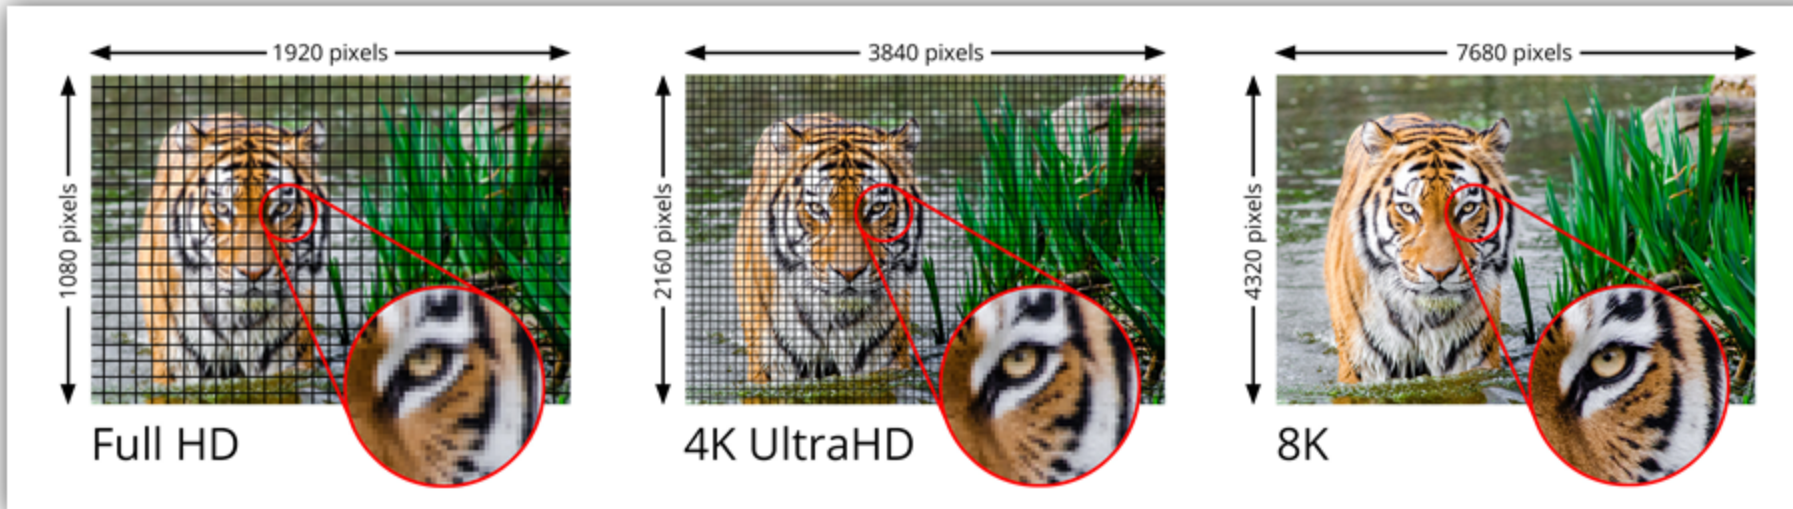 1920 pixels
1080 pixels
Full HD
3840 pixels
2160 pixels
4K UltraHD
7680 pixels
4320 pixels
8K